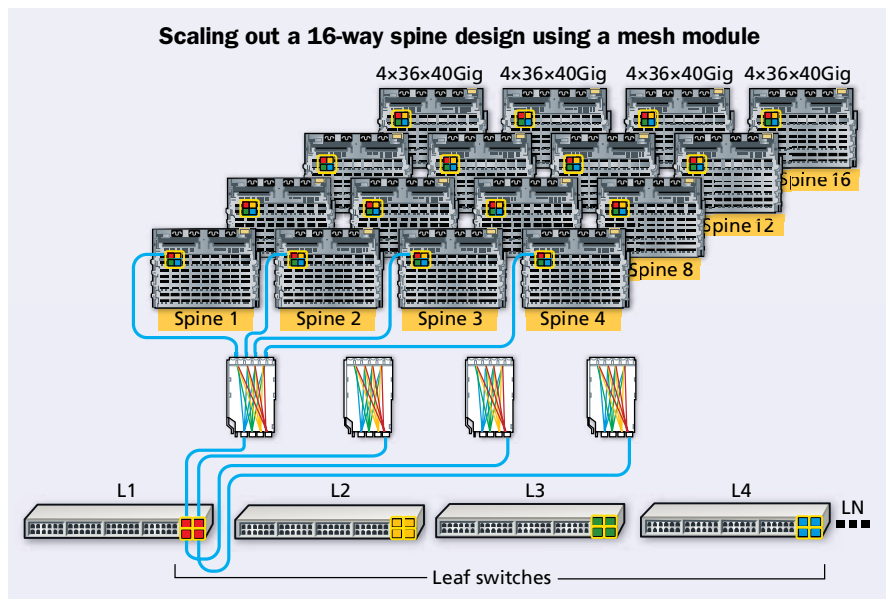 Scaling out a 16-way spine design using a mesh module
4×36×40Gig 4×36×40Gig 4×36×40Gig 4×36×40Gig
Spine i6
Spine i2
Spine 8
Spine 1 Spine 2 Spine 3 Spine 4
L1 L2 L3 L4
LN
Leaf switches